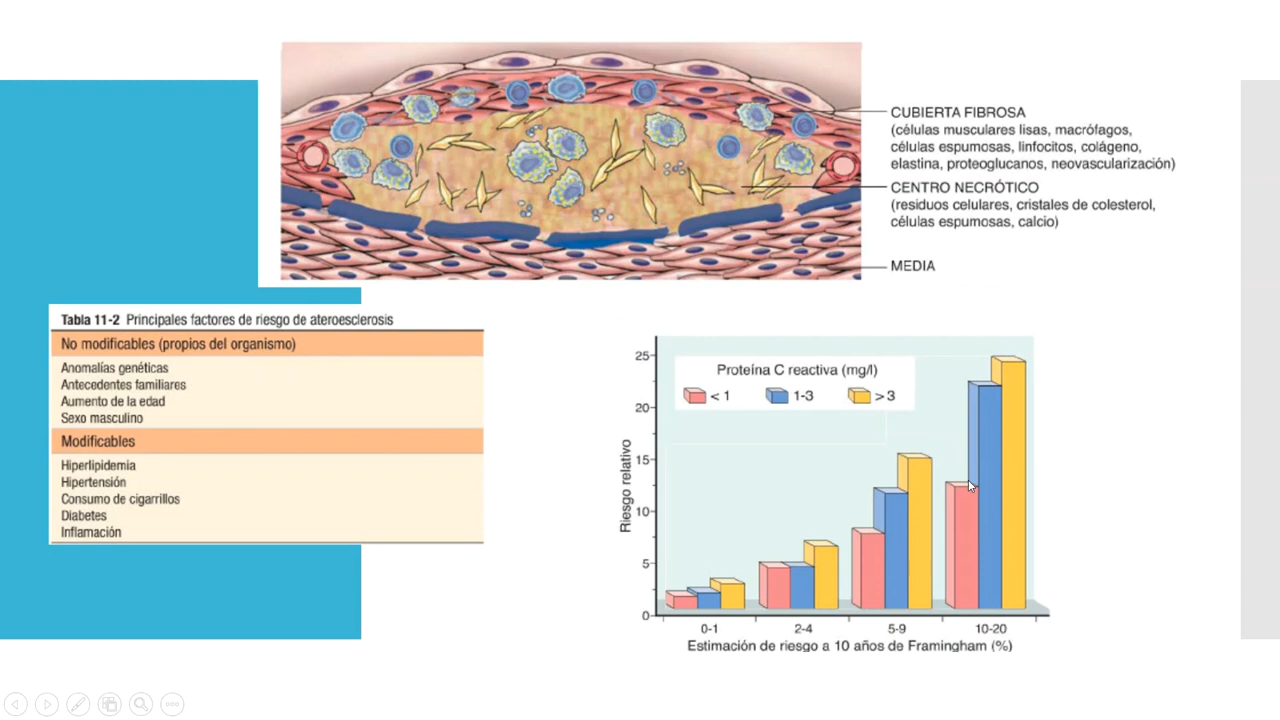 CUBIERTA FIBROSA
(células musculares lisas, macrófagos,
células espumosas, linfocitos, colágeno,
elastina, proteoglucanos, neovascularización)
CENTRO NECRÓTICO
(residuos celulares, cristales de colesterol,
células espumosas, calcio)
MEDIA
Tabla 11-2 Principales factores de riesgo de ateroesclerosis
No modificables (propios del organismo)
Anomalías genéticas
Antecedentes familiares
Aumento de la edad
Sexo masculino
Modificables
Hiperlipidemia
Hipertensión
Consumo de cigarrillos
Diabetes
Inflamación
Proteína C reactiva (mg/l)
< 1 1-3 > 3
Riesgo relativo
25
20
15
10
5
0
0-1 2-4 5-9 10-20
Estimación de riesgo a 10 años de Framingham (%)